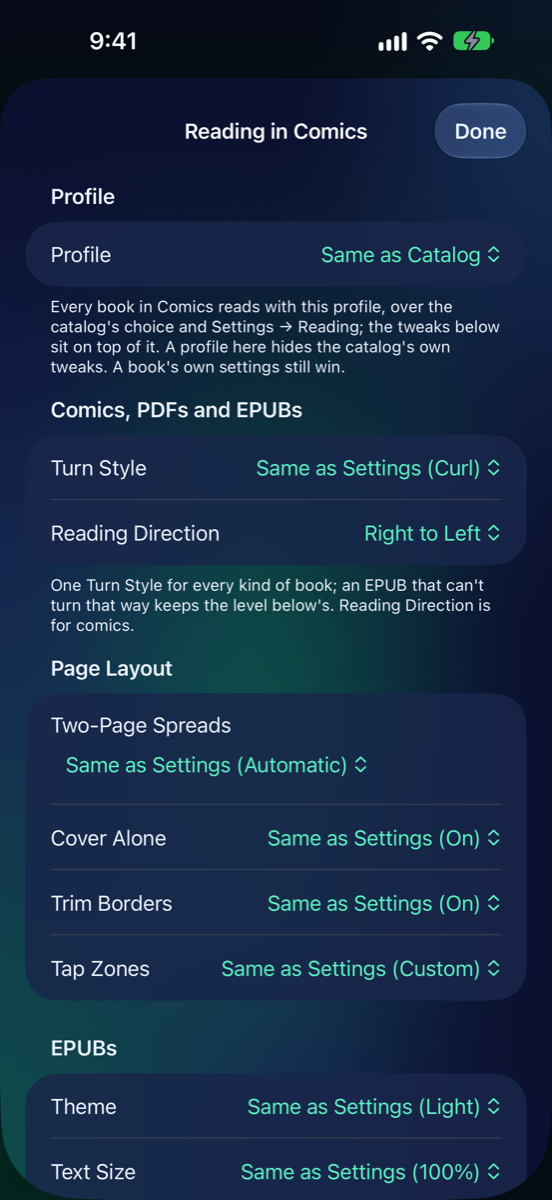 9:41
Reading in Comics
Done
Profile
Profile
Same as Catalog
Every book in Comics reads with this profile, over the
catalog's choice and Settings → Reading; the tweaks below
sit on top of it. A profile here hides the catalog's own
tweaks. A book's own settings still win.
Comics, PDFs and EPUBs
Turn Style
Same as Settings (Curl)
Reading Direction
Right to Left
One Turn Style for every kind of book; an EPUB that can't
turn that way keeps the level below's. Reading Direction is
for comics.
Page Layout
Two-Page Spreads
Same as Settings (Automatic)
Cover Alone
Same as Settings (On)
Trim Borders
Same as Settings (On)
Tap Zones
Same as Settings (Custom)
EPUBs
Theme
Same as Settings (Light)
Text Size
Same as Settings (100%)